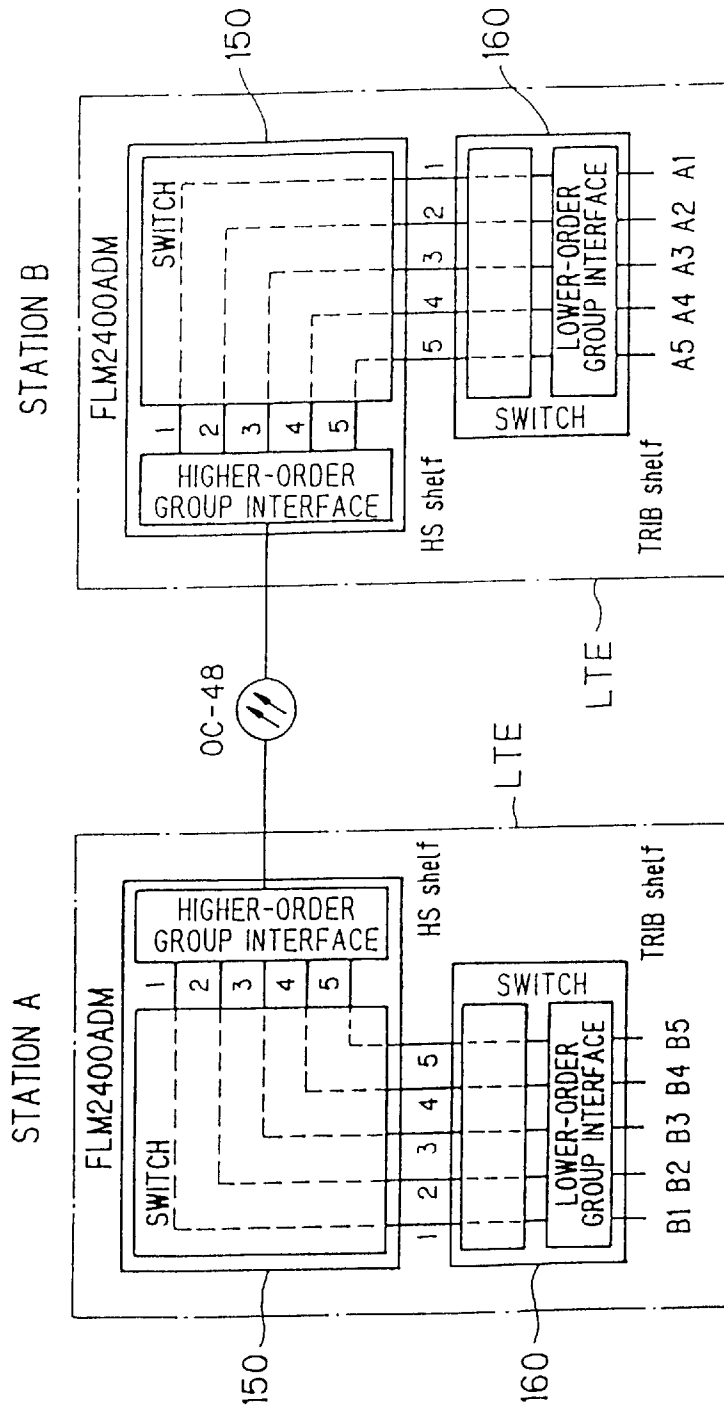 STATION A
FLM2400ADM
SWITCH
1
2
3
4
5
HIGHER-ORDER
GROUP INTERFACE
HS shelf
150
1 2 3 4 5
SWITCH
LOWER-ORDER
GROUP INTERFACE
TRIB shelf
160
B1 B2 B3 B4 B5
LTE
OC-48
STATION B
FLM2400ADM
1
2
3
4
5
HIGHER-ORDER
GROUP INTERFACE
SWITCH
HS shelf
150
5 4 3 2 1
SWITCH
LOWER-ORDER
GROUP INTERFACE
TRIB shelf
160
A5 A4 A3 A2 A1
LTE